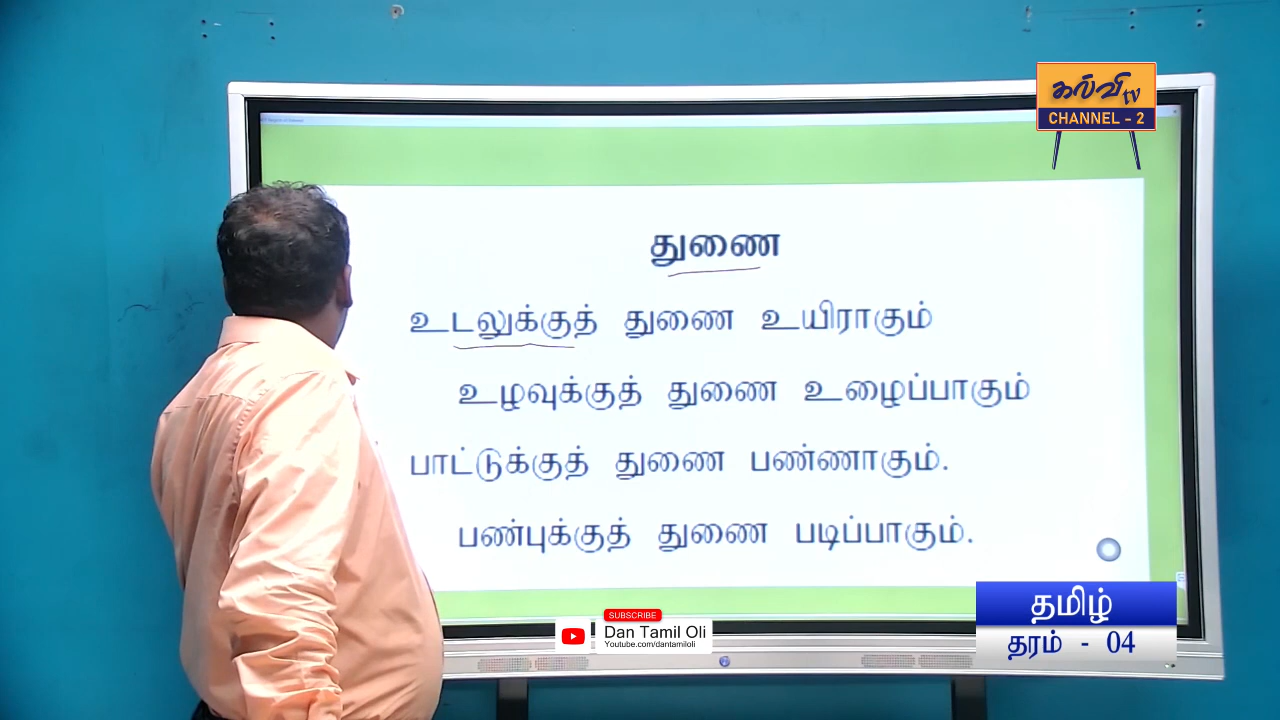 கல்வி tv
CHANNEL - 2
துணை
உடலுக்குத் துணை உயிராகும்
உழவுக்குத் துணை உழைப்பாகும்
பாட்டுக்குத் துணை பண்ணாகும்.
பண்புக்குத் துணை படிப்பாகும்.
தமிழ்
தரம் - 04
SUBSCRIBE
Dan Tamil Oli
Youtube.com/dantamiloli